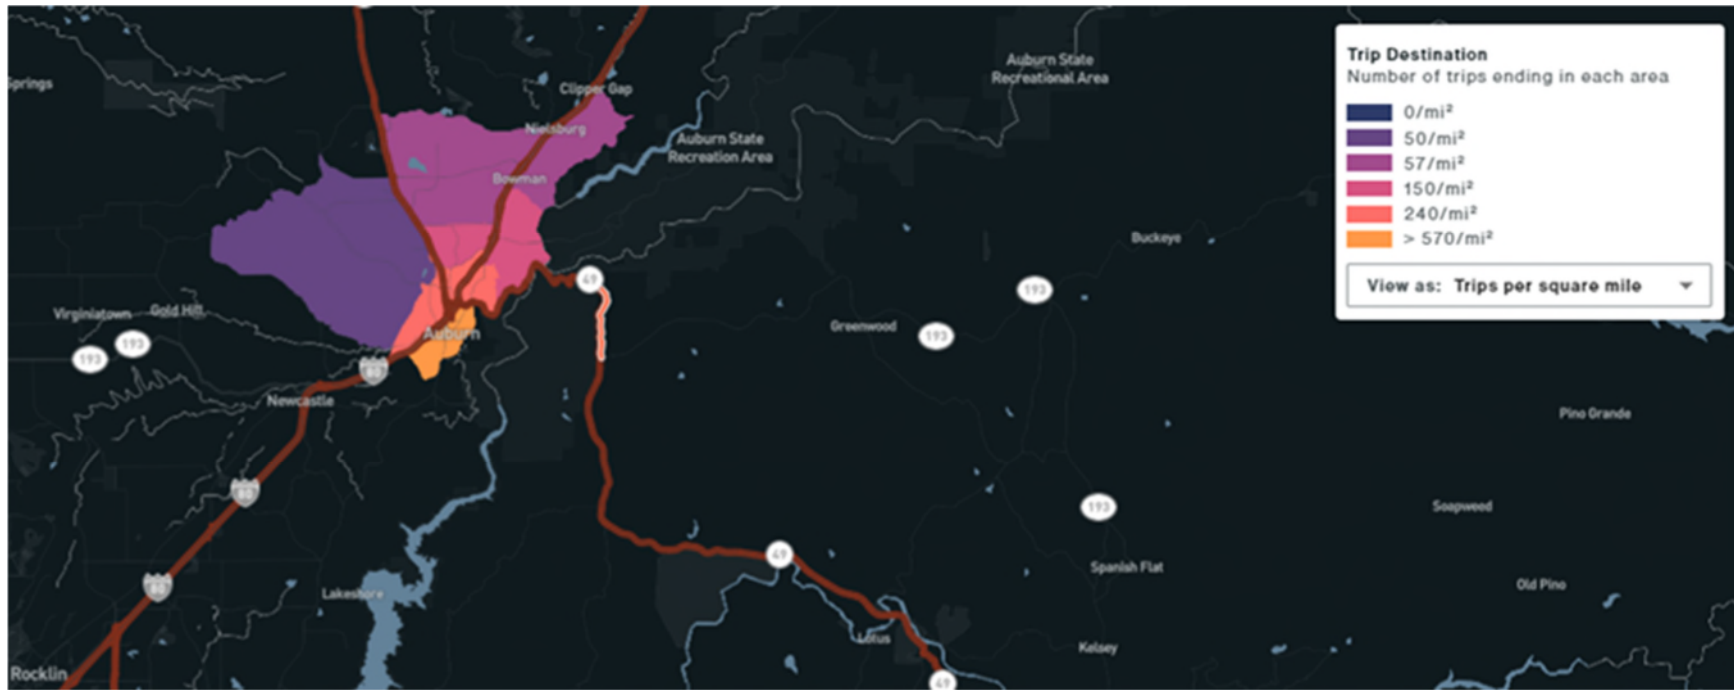 Trip Destination
Number of trips ending in each area
0/mi²
50/mi²
57/mi²
150/mi²
240/mi²
> 570/mi²
View as: Trips per square mile
Auburn State
Recreational Area
Springs
Clipper Gap
Nielsburg
Auburn State
Recreation Area
Bowman
Buckeye
49
193
Virginiatown
Gold Hill
Greenwood
193
Auburn
193
193
80
Newcastle
Pino Grande
80
193
Soapweed
49
Spanish Flat
80
Lakeshore
Old Pino
Lotus
Kelsey
Rocklin
49